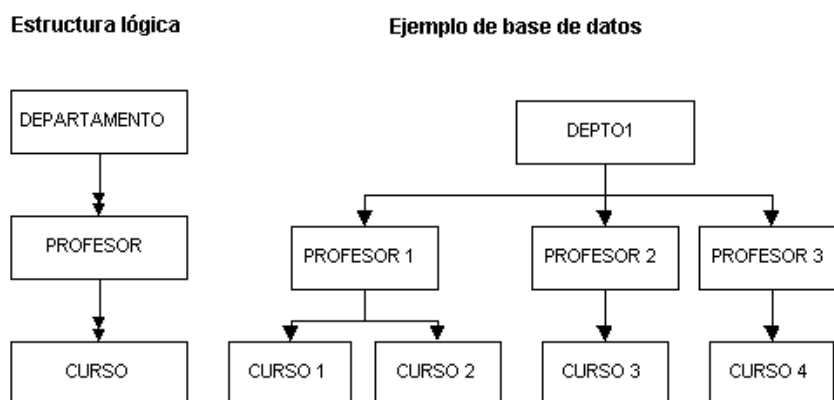 Estructura lógica
Ejemplo de base de datos
DEPARTAMENTO
DEPTO1
PROFESOR
PROFESOR 1
PROFESOR 2
PROFESOR 3
CURSO
CURSO 1
CURSO 2
CURSO 3
CURSO 4